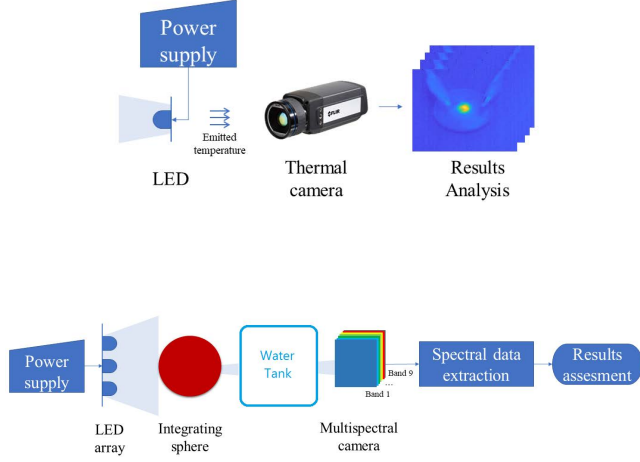 Power
supply
Emitted
temperature
LED
Thermal
camera
Results
Analysis
FLIR
Power
supply
Water
Tank
Band 9
...
Band 1
Spectral data
extraction
Results
assesment
LED
array
Integrating
sphere
Multispectral
camera